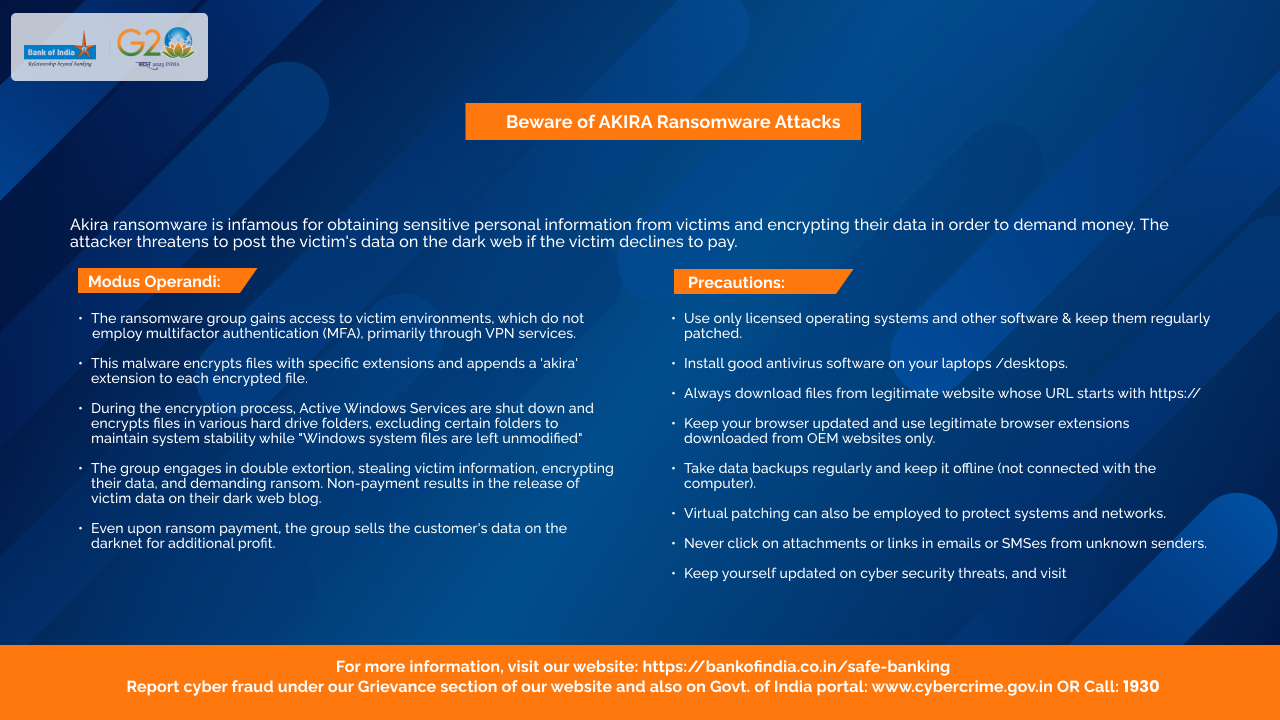 Bank of India
Relationship beyond banking
G20
भारत 2023 INDIA
Beware of AKIRA Ransomware Attacks
Akira ransomware is infamous for obtaining sensitive personal information from victims and encrypting their data in order to demand money. The
attacker threatens to post the victim's data on the dark web if the victim declines to pay.
Modus Operandi:
• The ransomware group gains access to victim environments, which do not
employ multifactor authentication (MFA), primarily through VPN services.
• This malware encrypts files with specific extensions and appends a 'akira'
extension to each encrypted file.
• During the encryption process, Active Windows Services are shut down and
encrypts files in various hard drive folders, excluding certain folders to
maintain system stability while "Windows system files are left unmodified"
• The group engages in double extortion, stealing victim information, encrypting
their data, and demanding ransom. Non-payment results in the release of
victim data on their dark web blog.
• Even upon ransom payment, the group sells the customer's data on the
darknet for additional profit.
Precautions:
• Use only licensed operating systems and other software & keep them regularly
patched.
• Install good antivirus software on your laptops /desktops.
• Always download files from legitimate website whose URL starts with https://
• Keep your browser updated and use legitimate browser extensions
downloaded from OEM websites only.
• Take data backups regularly and keep it offline (not connected with the
computer).
• Virtual patching can also be employed to protect systems and networks.
• Never click on attachments or links in emails or SMSes from unknown senders.
• Keep yourself updated on cyber security threats, and visit
For more information, visit our website: https://bankofindia.co.in/safe-banking
Report cyber fraud under our Grievance section of our website and also on Govt. of India portal: www.cybercrime.gov.in OR Call: 1930